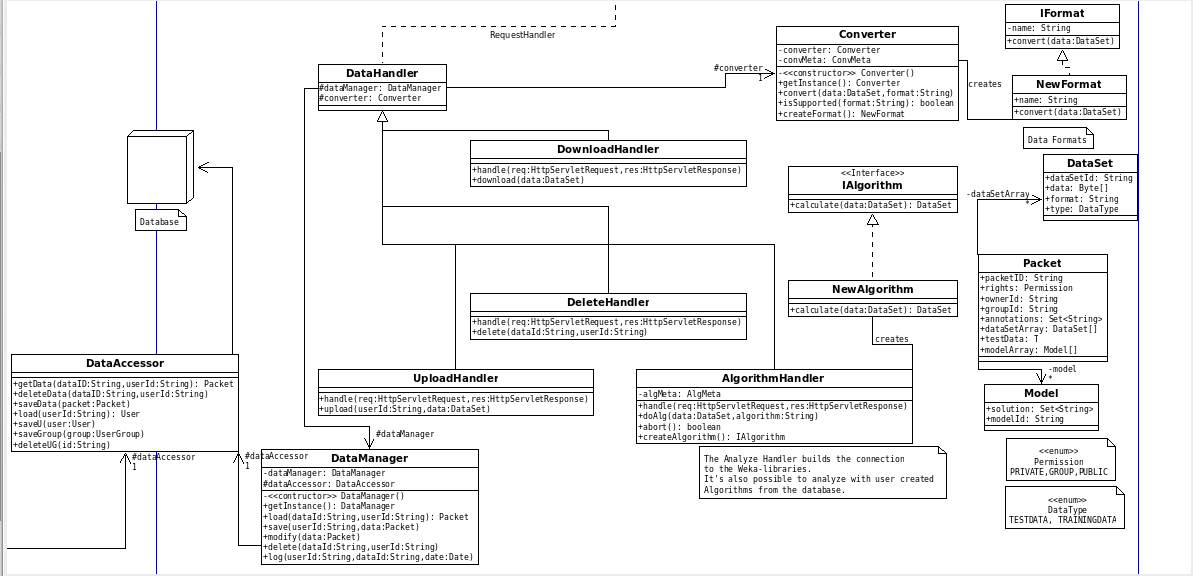 RequestHandler
IFormat
-name: String
+convert(data:DataSet)
Converter
-converter: Converter
-convMeta: ConvMeta
-<<constructor>> Converter()
+getInstance(): Converter
+convert(data:DataSet,format:String)
+isSupported(format:String): boolean
+createFormat(): NewFormat
#converter
1
creates
DataHandler
#dataManager: DataManager
#converter: Converter
NewFormat
+name: String
+convert(data:DataSet)
Data Formats
DownloadHandler
+handle(req:HttpServletRequest,res:HttpServletResponse)
+download(data:DataSet)
<<Interface>>
IAlgorithm
+calculate(data:DataSet): DataSet
DataSet
+dataSetId: String
+data: Byte[]
+format: String
+type: DataType
-dataSetArray
*
Database
Packet
+packetID: String
+rights: Permission
+ownerId: String
+groupId: String
+annotations: Set<String>
+dataSetArray: DataSet[]
+testData: T
+modelArray: Model[]
NewAlgorithm
+calculate(data:DataSet): DataSet
creates
DeleteHandler
+handle(req:HttpServletRequest,res:HttpServletResponse)
+delete(dataId:String,userId:String)
DataAccessor
+getData(dataID:String,userId:String): Packet
+deleteData(dataID:String,userId:String)
+saveData(packet:Packet)
+load(userId:String): User
+saveU(user:User)
+saveGroup(group:UserGroup)
+deleteUG(id:String)
UploadHandler
+handle(req:HttpServletRequest,res:HttpServletResponse)
+upload(userId:String,data:DataSet)
AlgorithmHandler
-algMeta: AlgMeta
+handle(req:HttpServletRequest,res:HttpServletResponse)
+doAlg(data:DataSet,algorithm:String)
+abort(): boolean
+createAlgorithm(): IAlgorithm
-model
*
Model
+solution: Set<String>
+modelId: String
#dataManager
#dataAccessor
1
#dataAccessor
1
DataManager
-dataManager: DataManager
#dataAccessor: DataAccessor
-<<contructor>> DataManager()
+getInstance(): DataManager
+load(dataId:String,userId:String): Packet
+save(userId:String,data:Packet)
+modify(data:Packet)
+delete(dataId:String,userId:String)
+log(userId:String,dataId:String,date:Date)
The Analyze Handler builds the connection
to the Weka-libraries.
It's also possible to analyze with user created
Algorithms from the database.
<<enum>>
Permission
PRIVATE,GROUP,PUBLIC
<<enum>>
DataType
TESTDATA, TRAININGDATA